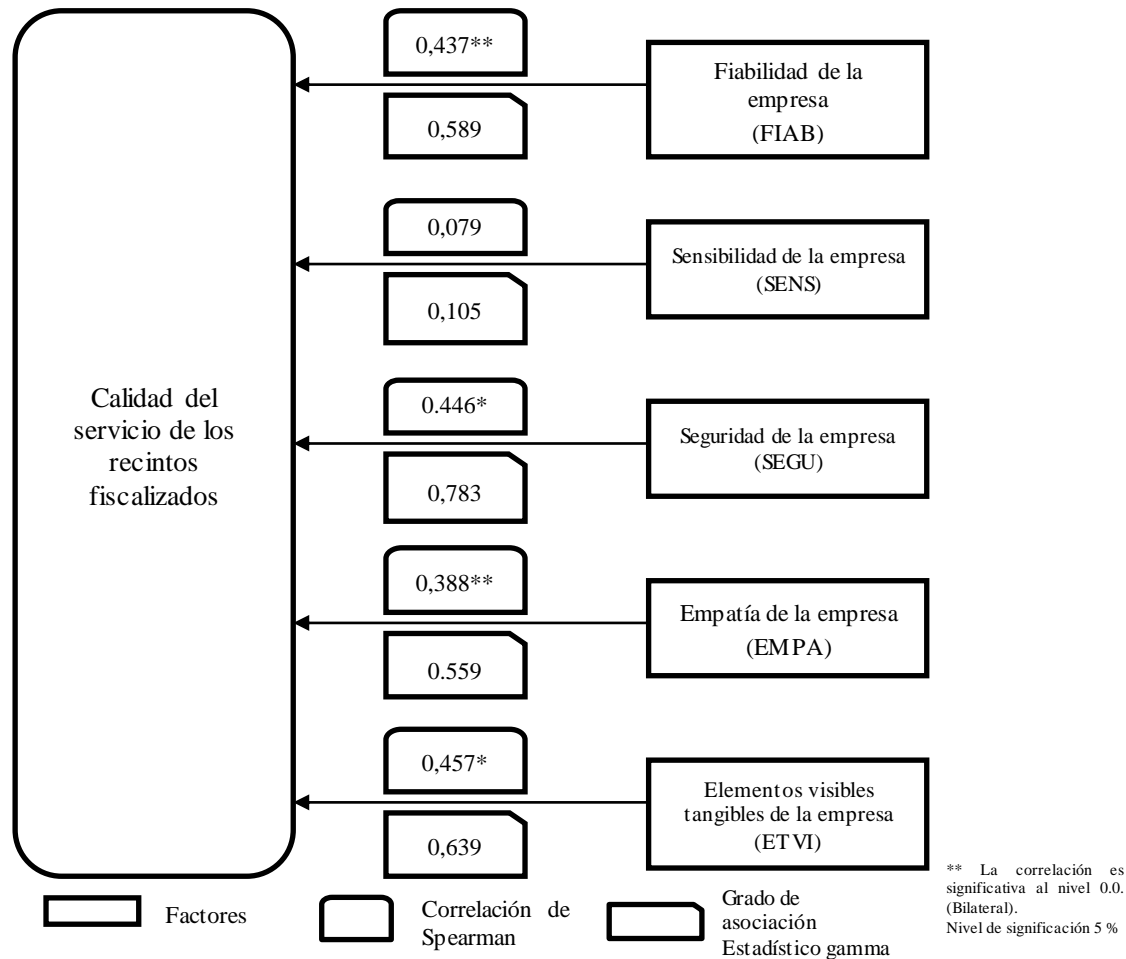 Calidad del
servicio de los
recintos
fiscalizados
0,437**
0,589
Fiabilidad de la
empresa
(FIAB)
0,079
0,105
Sensibilidad de la empresa
(SENS)
0.446*
0,783
Seguridad de la empresa
(SEGU)
0,388**
0.559
Empatía de la empresa
(EMPA)
0,457*
0,639
Elementos visibles
tangibles de la empresa
(ETVI)
Factores
Correlación de
Spearman
Grado de
asociación
Estadístico gamma
** La correlación es
significativa al nivel 0.0.
(Bilateral).
Nivel de significación 5 %